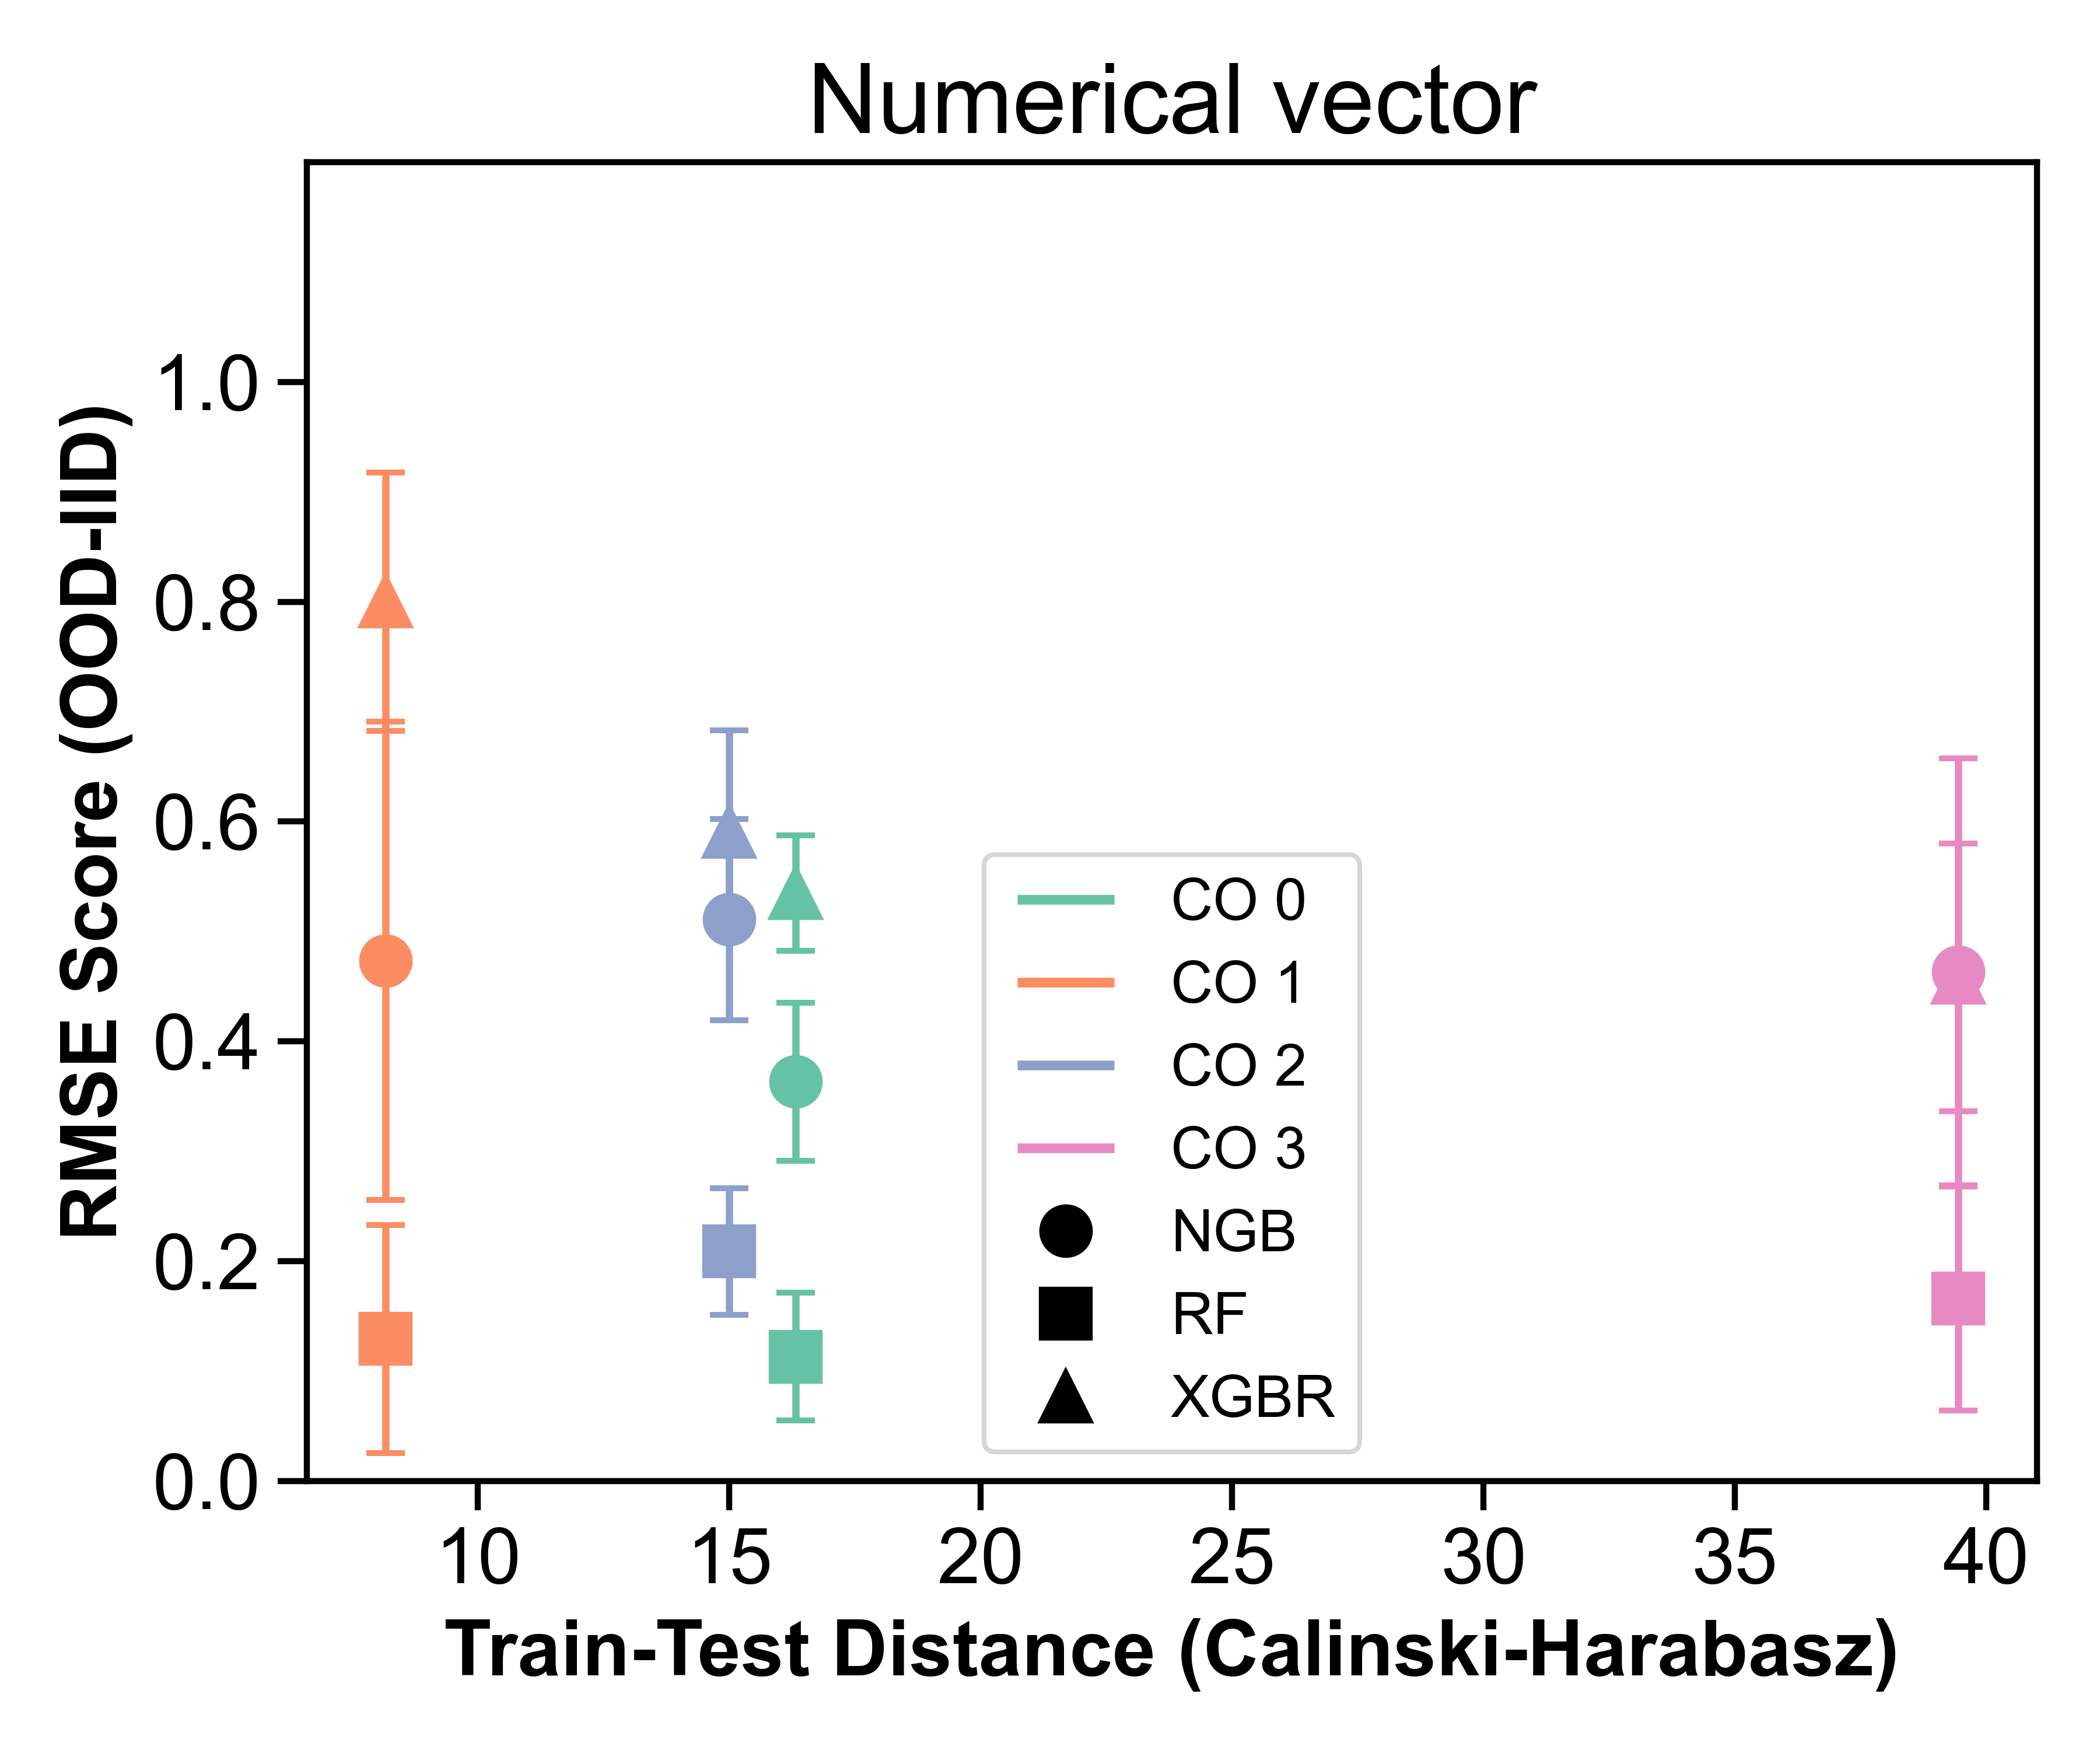 Numerical vector
RMSE Score (OOD-IID)
1.0
0.8
0.6
0.4
0.2
0.0
CO 0
CO 1
CO 2
CO 3
NGB
RF
XGBR
10 15 20 25 30 35 40
Train-Test Distance (Calinski-Harabasz)